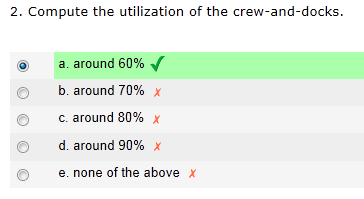 2. Compute the utilization of the crew-and-docks.
a. around 60% ✓
b. around 70% ✗
c. around 80% ✗
d. around 90% ✗
e. none of the above ✗